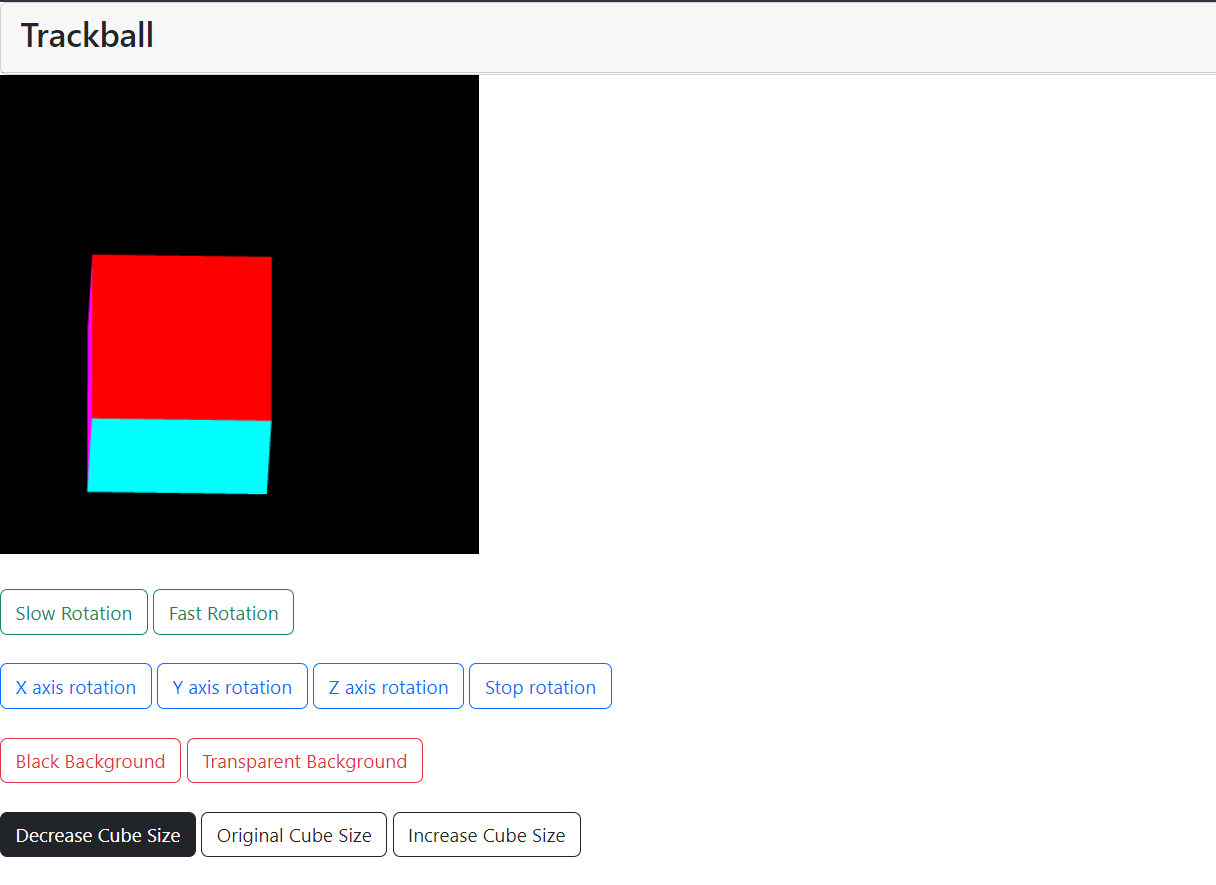 Trackball
Slow Rotation Fast Rotation
X axis rotation Y axis rotation Z axis rotation Stop rotation
Black Background Transparent Background
Decrease Cube Size Original Cube Size Increase Cube Size